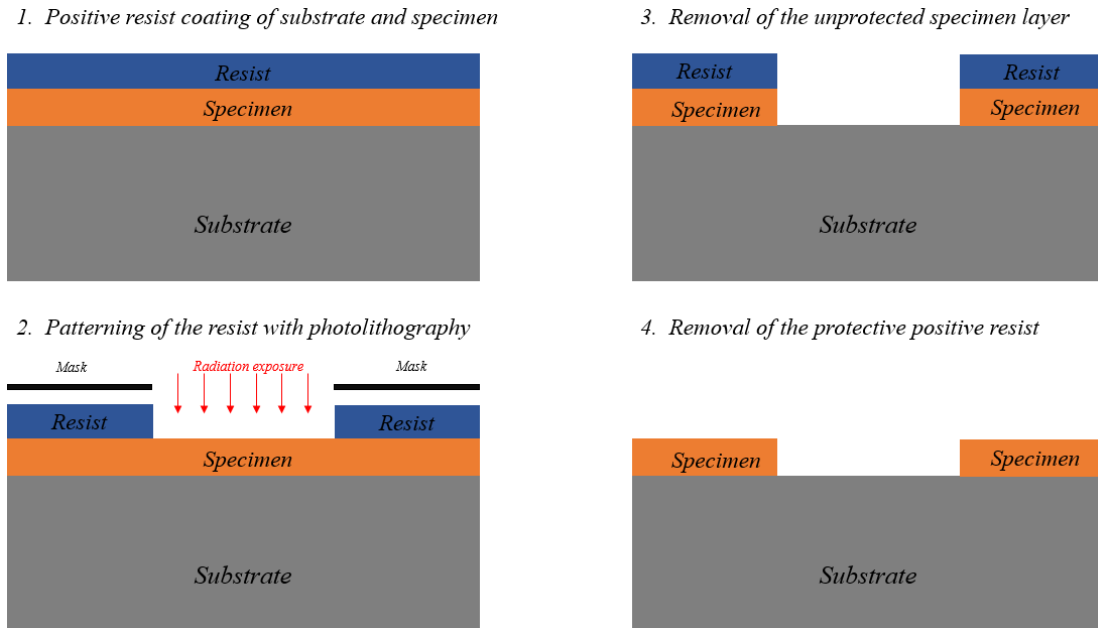 1. Positive resist coating of substrate and specimen
Resist
Specimen
Substrate
2. Patterning of the resist with photolithography
Mask
Radiation exposure
Mask
Resist
Resist
Specimen
Substrate
3. Removal of the unprotected specimen layer
Resist
Resist
Specimen
Specimen
Substrate
4. Removal of the protective positive resist
Specimen
Specimen
Substrate